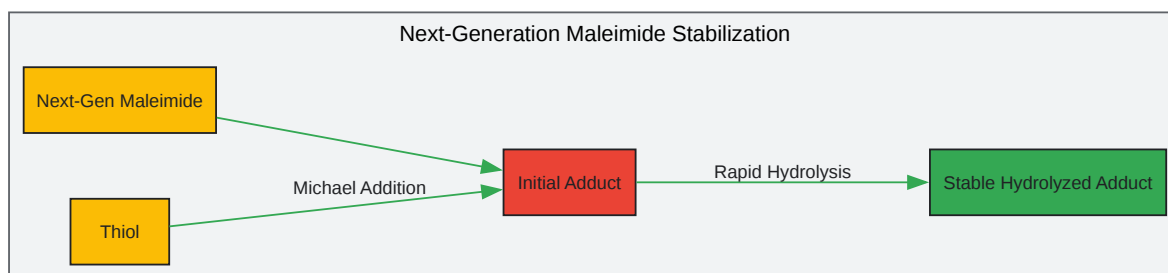 Next-Generation Maleimide Stabilization
Next-Gen Maleimide
Michael Addition
Thiol
Initial Adduct
Rapid Hydrolysis
Stable Hydrolyzed Adduct